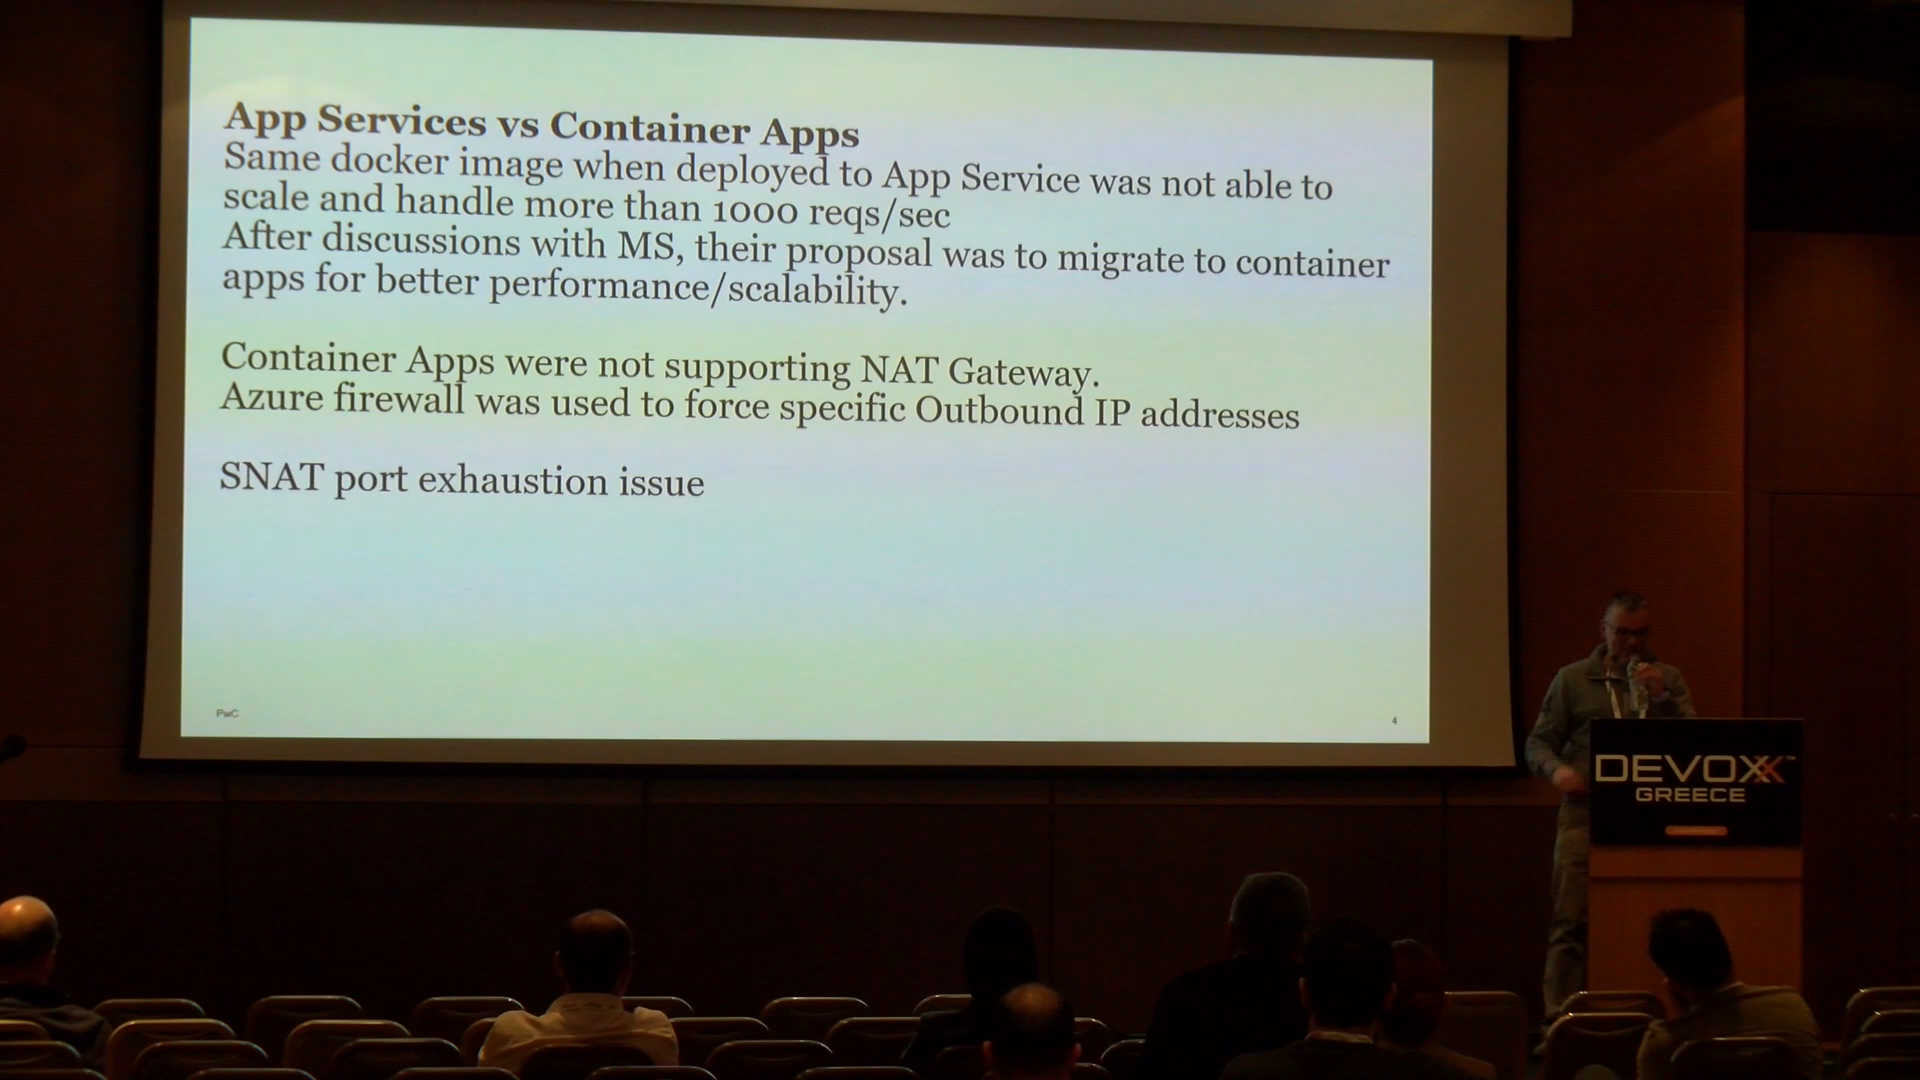 App Services vs Container Apps
Same docker image when deployed to App Service was not able to
scale and handle more than 1000 reqs/sec
After discussions with MS, their proposal was to migrate to container
apps for better performance/scalability.
Container Apps were not supporting NAT Gateway.
Azure firewall was used to force specific Outbound IP addresses
SNAT port exhaustion issue
PwC
4
DEVOXX™
GREECE